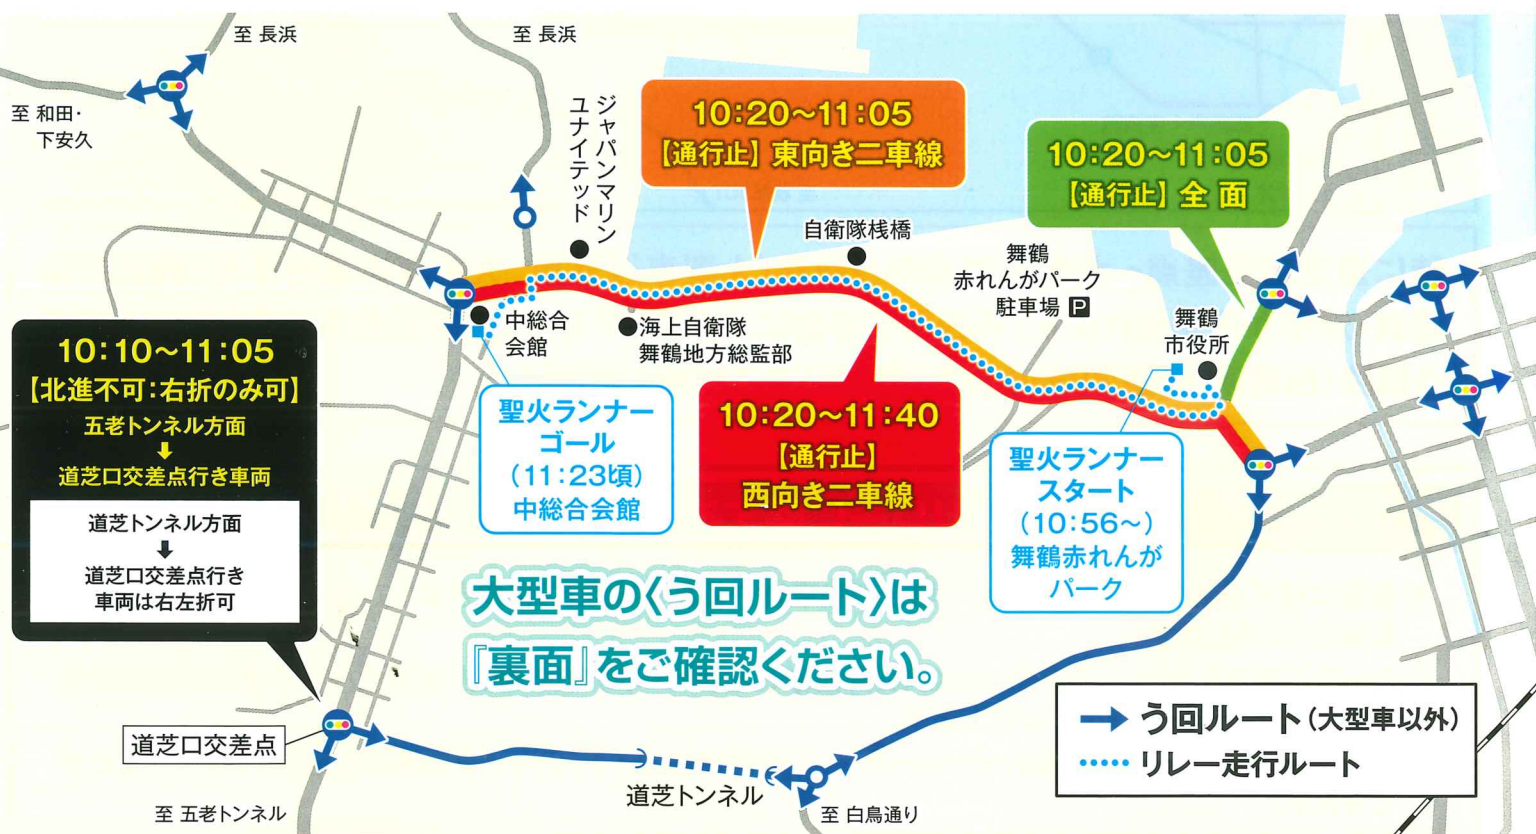 至 長浜
至 長浜
至 和田・
下安久
ジャパンマリン
ユナイテッド
10:20〜11:05
【通行止】東向き二車線
10:20〜11:05
【通行止】全 面
自衛隊桟橋
舞鶴
赤れんがパーク
駐車場 P
舞鶴
市役所
中総合
会館
海上自衛隊
舞鶴地方総監部
10:10〜11:05
【北進不可:右折のみ可】
五老トンネル方面
道芝口交差点行き車両
道芝トンネル方面
道芝口交差点行き
車両は右左折可
聖火ランナー
ゴール
(11:23頃)
中総合会館
10:20〜11:40
【通行止】
西向き二車線
聖火ランナー
スタート
(10:56〜)
舞鶴赤れんが
パーク
大型車の〈う回ルート〉は
『裏面』をご確認ください。
道芝口交差点
至 五老トンネル
道芝トンネル
至 白鳥通り
う回ルート(大型車以外)
リレー走行ルート